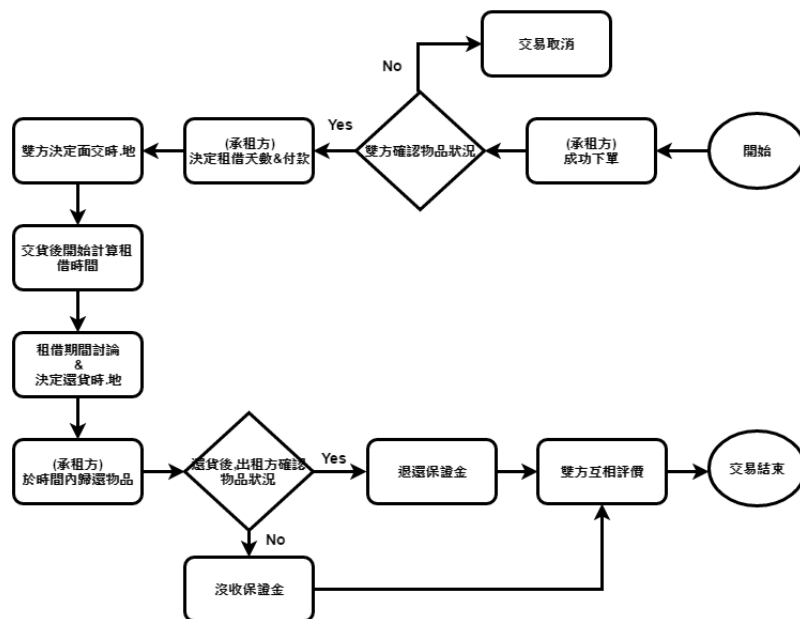 開始
(承租方)
成功下單
雙方確認物品狀況
No
交易取消
Yes
(承租方)
決定租借天數&付款
雙方決定面交時.地
交貨後開始計算租
借時間
租借期間討論
&
決定還貨時.地
(承租方)
於時間內歸還物品
還貨後,出租方確認
物品狀況
Yes
退還保證金
No
沒收保證金
雙方互相評價
交易結束